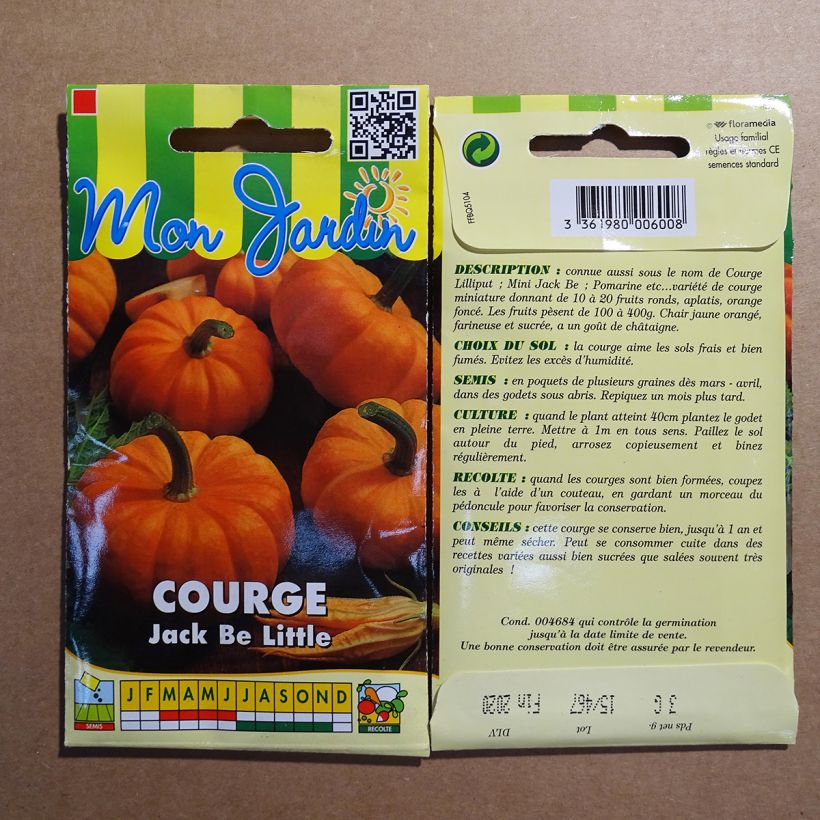 Mon Jardin
COURGE
Jack Be Little
J F M A M J J A S O N D
SEMIS
RECOLTE
© floramedia
Usage familial
règles et normes CE
semences standard
FFBQ5104
3 361980 006008
DESCRIPTION : connue aussi sous le nom de Courge
Lilliput ; Mini Jack Be ; Pomarine etc...variété de courge
miniature donnant de 10 à 20 fruits ronds, aplatis, orange
foncé. Les fruits pèsent de 100 à 400g. Chair jaune orangé,
farineuse et sucrée, a un goût de châtaigne.
CHOIX DU SOL : la courge aime les sols frais et bien
fumés. Evitez les excès d'humidité.
SEMIS : en poquets de plusieurs graines dès mars - avril,
dans des godets sous abris. Repiquez un mois plus tard.
CULTURE : quand le plant atteint 40cm plantez le godet
en pleine terre. Mettre à 1m en tous sens. Paillez le sol
autour du pied, arrosez copieusement et binez
régulièrement.
RECOLTE : quand les courges sont bien formées, coupez
les à l'aide d'un couteau, en gardant un morceau du
pédoncule pour favoriser la conservation.
CONSEILS : cette courge se conserve bien, jusqu'à 1 an et
peut même sécher. Peut se consommer cuite dans des
recettes variées aussi bien sucrées que salées souvent très
originales !
Cond. 004684 qui contrôle la germination
jusqu'à la date limite de vente.
Une bonne conservation doit être assurée par le revendeur.
Pds net g. Lot DLV
3 G 15/467 Fin 2020